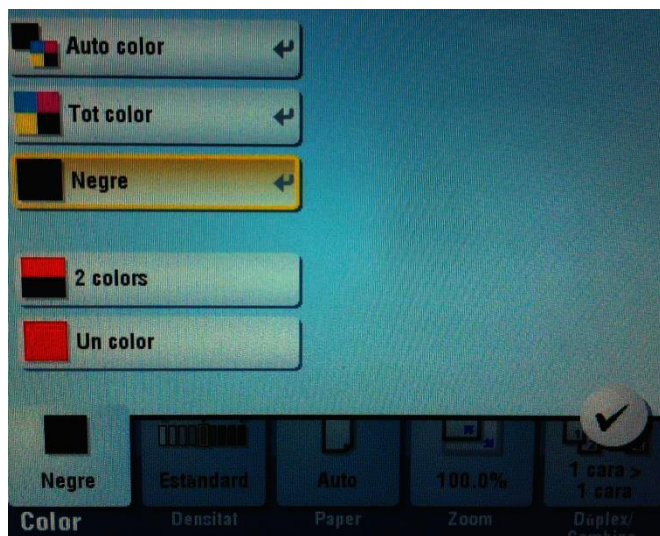 Auto color
Tot color
Negre
2 colors
Un color
Negre
Estàndard
Auto
100.0%
1 cara >
1 cara
Color
Densitat
Paper
Zoom
Dúplex/
Combina